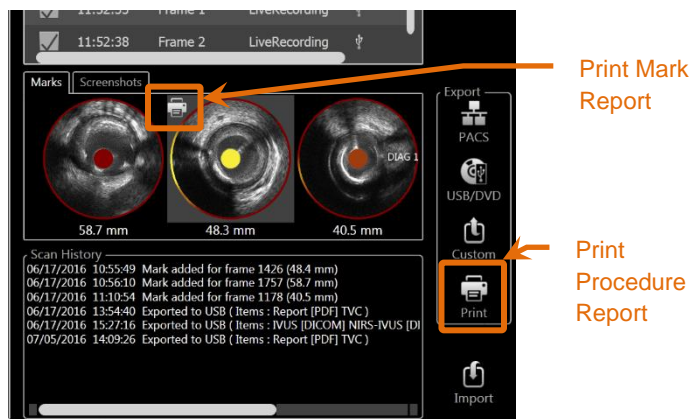 11:52:38 Frame 2 LiveRecording
Marks Screenshots
DIAG 1
58.7 mm 48.3 mm 40.5 mm
Scan History
06/17/2016 10:55:49 Mark added for frame 1426 (48.4 mm)
06/17/2016 10:56:10 Mark added for frame 1757 (58.7 mm)
06/17/2016 11:10:54 Mark added for frame 1178 (40.5 mm)
06/17/2016 13:54:40 Exported to USB ( Items : Report [PDF] TVC )
06/17/2016 15:27:16 Exported to USB ( Items : IVUS [DICOM] NIRS-IVUS [DI
07/05/2016 14:09:26 Exported to USB ( Items : Report [PDF] TVC )
Export
PACS
USB/DVD
Custom
Print
Import
Print Mark
Report
Print
Procedure
Report